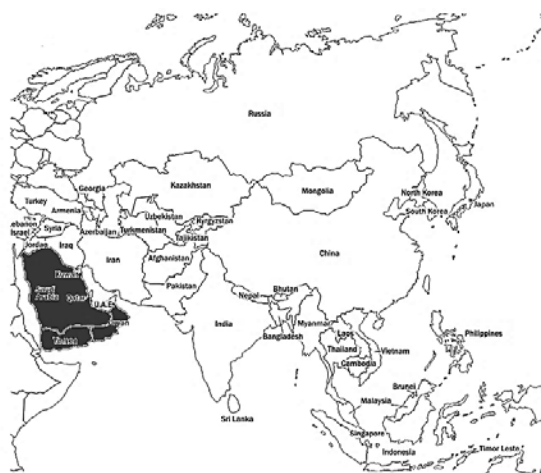 Russia
Kazakhstan
Mongolia
Georgia
Turkey
Armenia
Uzbekistan
Kyrgyrstan
North Korea
Japan
South Korea
Lebanon
Israel
Syria
Azerbaijan
Turkmenistan
Tajikistan
Jordan
Iraq
Iran
Afghanistan
China
Kuwait
Pakistan
Saudi
Arabia
Qatar
U.A.E
Oman
Nepal
Bhutan
India
Bangladesh
Myanmar
Laos
Thailand
Vietnam
Cambodia
Philippines
Yemen
Sri Lanka
Brunei
Malaysia
Singapore
Indonesia
Timor Leste